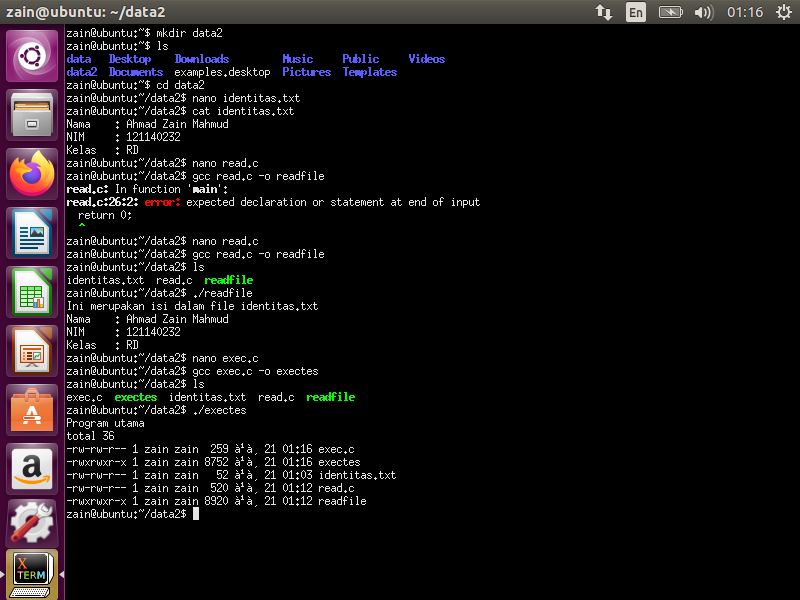 zain@ubuntu: ~/data2
En
01:16
zain@ubuntu:~$ mkdir data2
zain@ubuntu:~$ ls
data Desktop Downloads Music Public Videos
data2 Documents examples.desktop Pictures Templates
zain@ubuntu:~$ cd data2
zain@ubuntu:~/data2$ nano identitas.txt
zain@ubuntu:~/data2$ cat identitas.txt
Nama : Ahmad Zain Mahmud
NIM : 121140232
Kelas : RD
zain@ubuntu:~/data2$ nano read.c
zain@ubuntu:~/data2$ gcc read.c -o readfile
read.c: In function 'main':
read.c:26:2: error: expected declaration or statement at end of input
return 0;
^
zain@ubuntu:~/data2$ nano read.c
zain@ubuntu:~/data2$ gcc read.c -o readfile
zain@ubuntu:~/data2$ ls
identitas.txt read.c readfile
zain@ubuntu:~/data2$ ./readfile
Ini merupakan isi dalam file identitas.txt
Nama : Ahmad Zain Mahmud
NIM : 121140232
Kelas : RD
zain@ubuntu:~/data2$ nano exec.c
zain@ubuntu:~/data2$ gcc exec.c -o exectes
zain@ubuntu:~/data2$ ls
exec.c exectes identitas.txt read.c readfile
zain@ubuntu:~/data2$ ./exectes
Program utama
total 36
-rw-rw-r-- 1 zain zain 259 à¹à¸ 21 01:16 exec.c
-rwxrwxr-x 1 zain zain 8752 à¹à¸ 21 01:16 exectes
-rw-rw-r-- 1 zain zain 52 à¹à¸ 21 01:03 identitas.txt
-rw-rw-r-- 1 zain zain 520 à¹à¸ 21 01:12 read.c
-rwxrwxr-x 1 zain zain 8920 à¹à¸ 21 01:12 readfile
zain@ubuntu:~/data2$
A
a
X
TERM